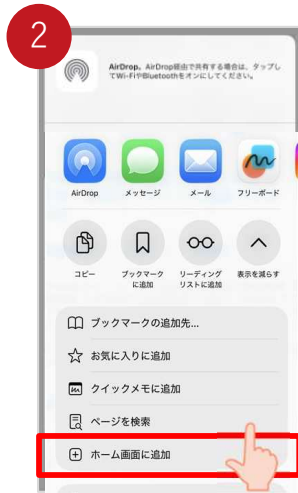 2
AirDrop。AirDrop経由で共有する場合は、タップし
てWi-FiやBluetoothをオンにしてください。
AirDrop メッセージ メール フリーボード
コピー ブックマークに追加 リーディングリストに追加 表示を減らす
ブックマークの追加先...
お気に入りに追加
クイックメモに追加
ページを検索
ホーム画面に追加